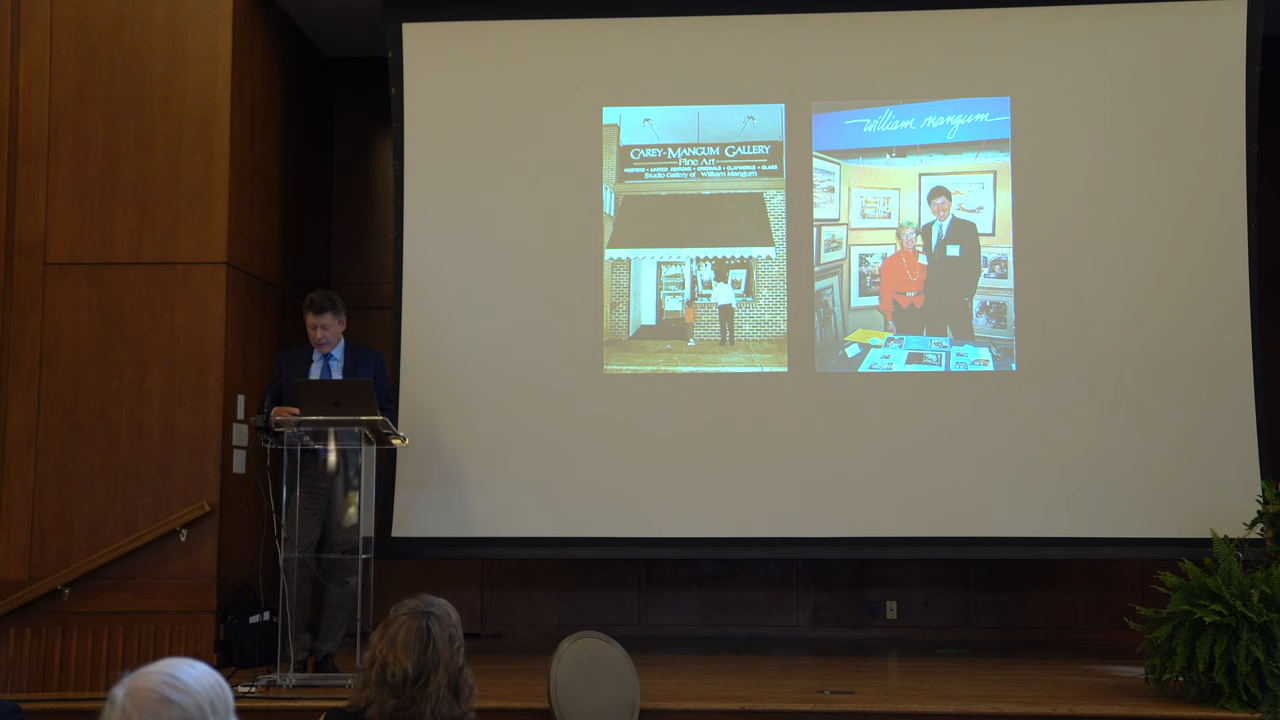 CAREY-MANGUM GALLERY
Fine Art
POSTERS • LIMITED EDITIONS • ORIGINALS • CLAYWORKS • GLASS
Studio Gallery of William Mangum
william mangum